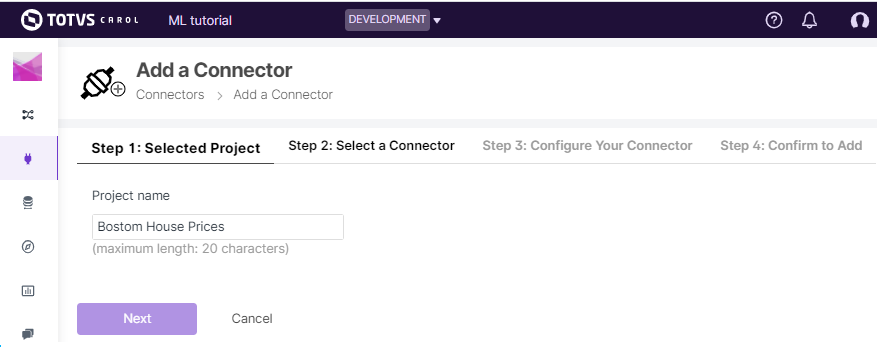 TOTVS CAROL ML tutorial DEVELOPMENT
Add a Connector
Connectors > Add a Connector
Step 1: Selected Project Step 2: Select a Connector Step 3: Configure Your Connector Step 4: Confirm to Add
Project name
Bostom House Prices
(maximum length: 20 characters)
Next Cancel